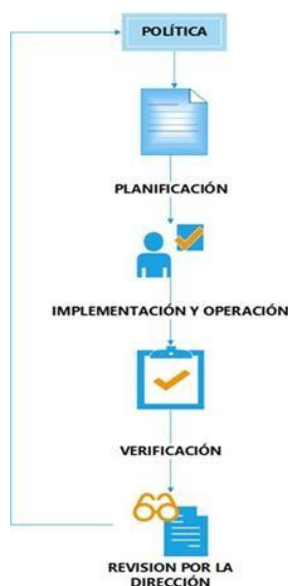 POLÍTICA
PLANIFICACIÓN
IMPLEMENTACIÓN Y OPERACIÓN
VERIFICACIÓN
REVISION POR LA
DIRECCIÓN